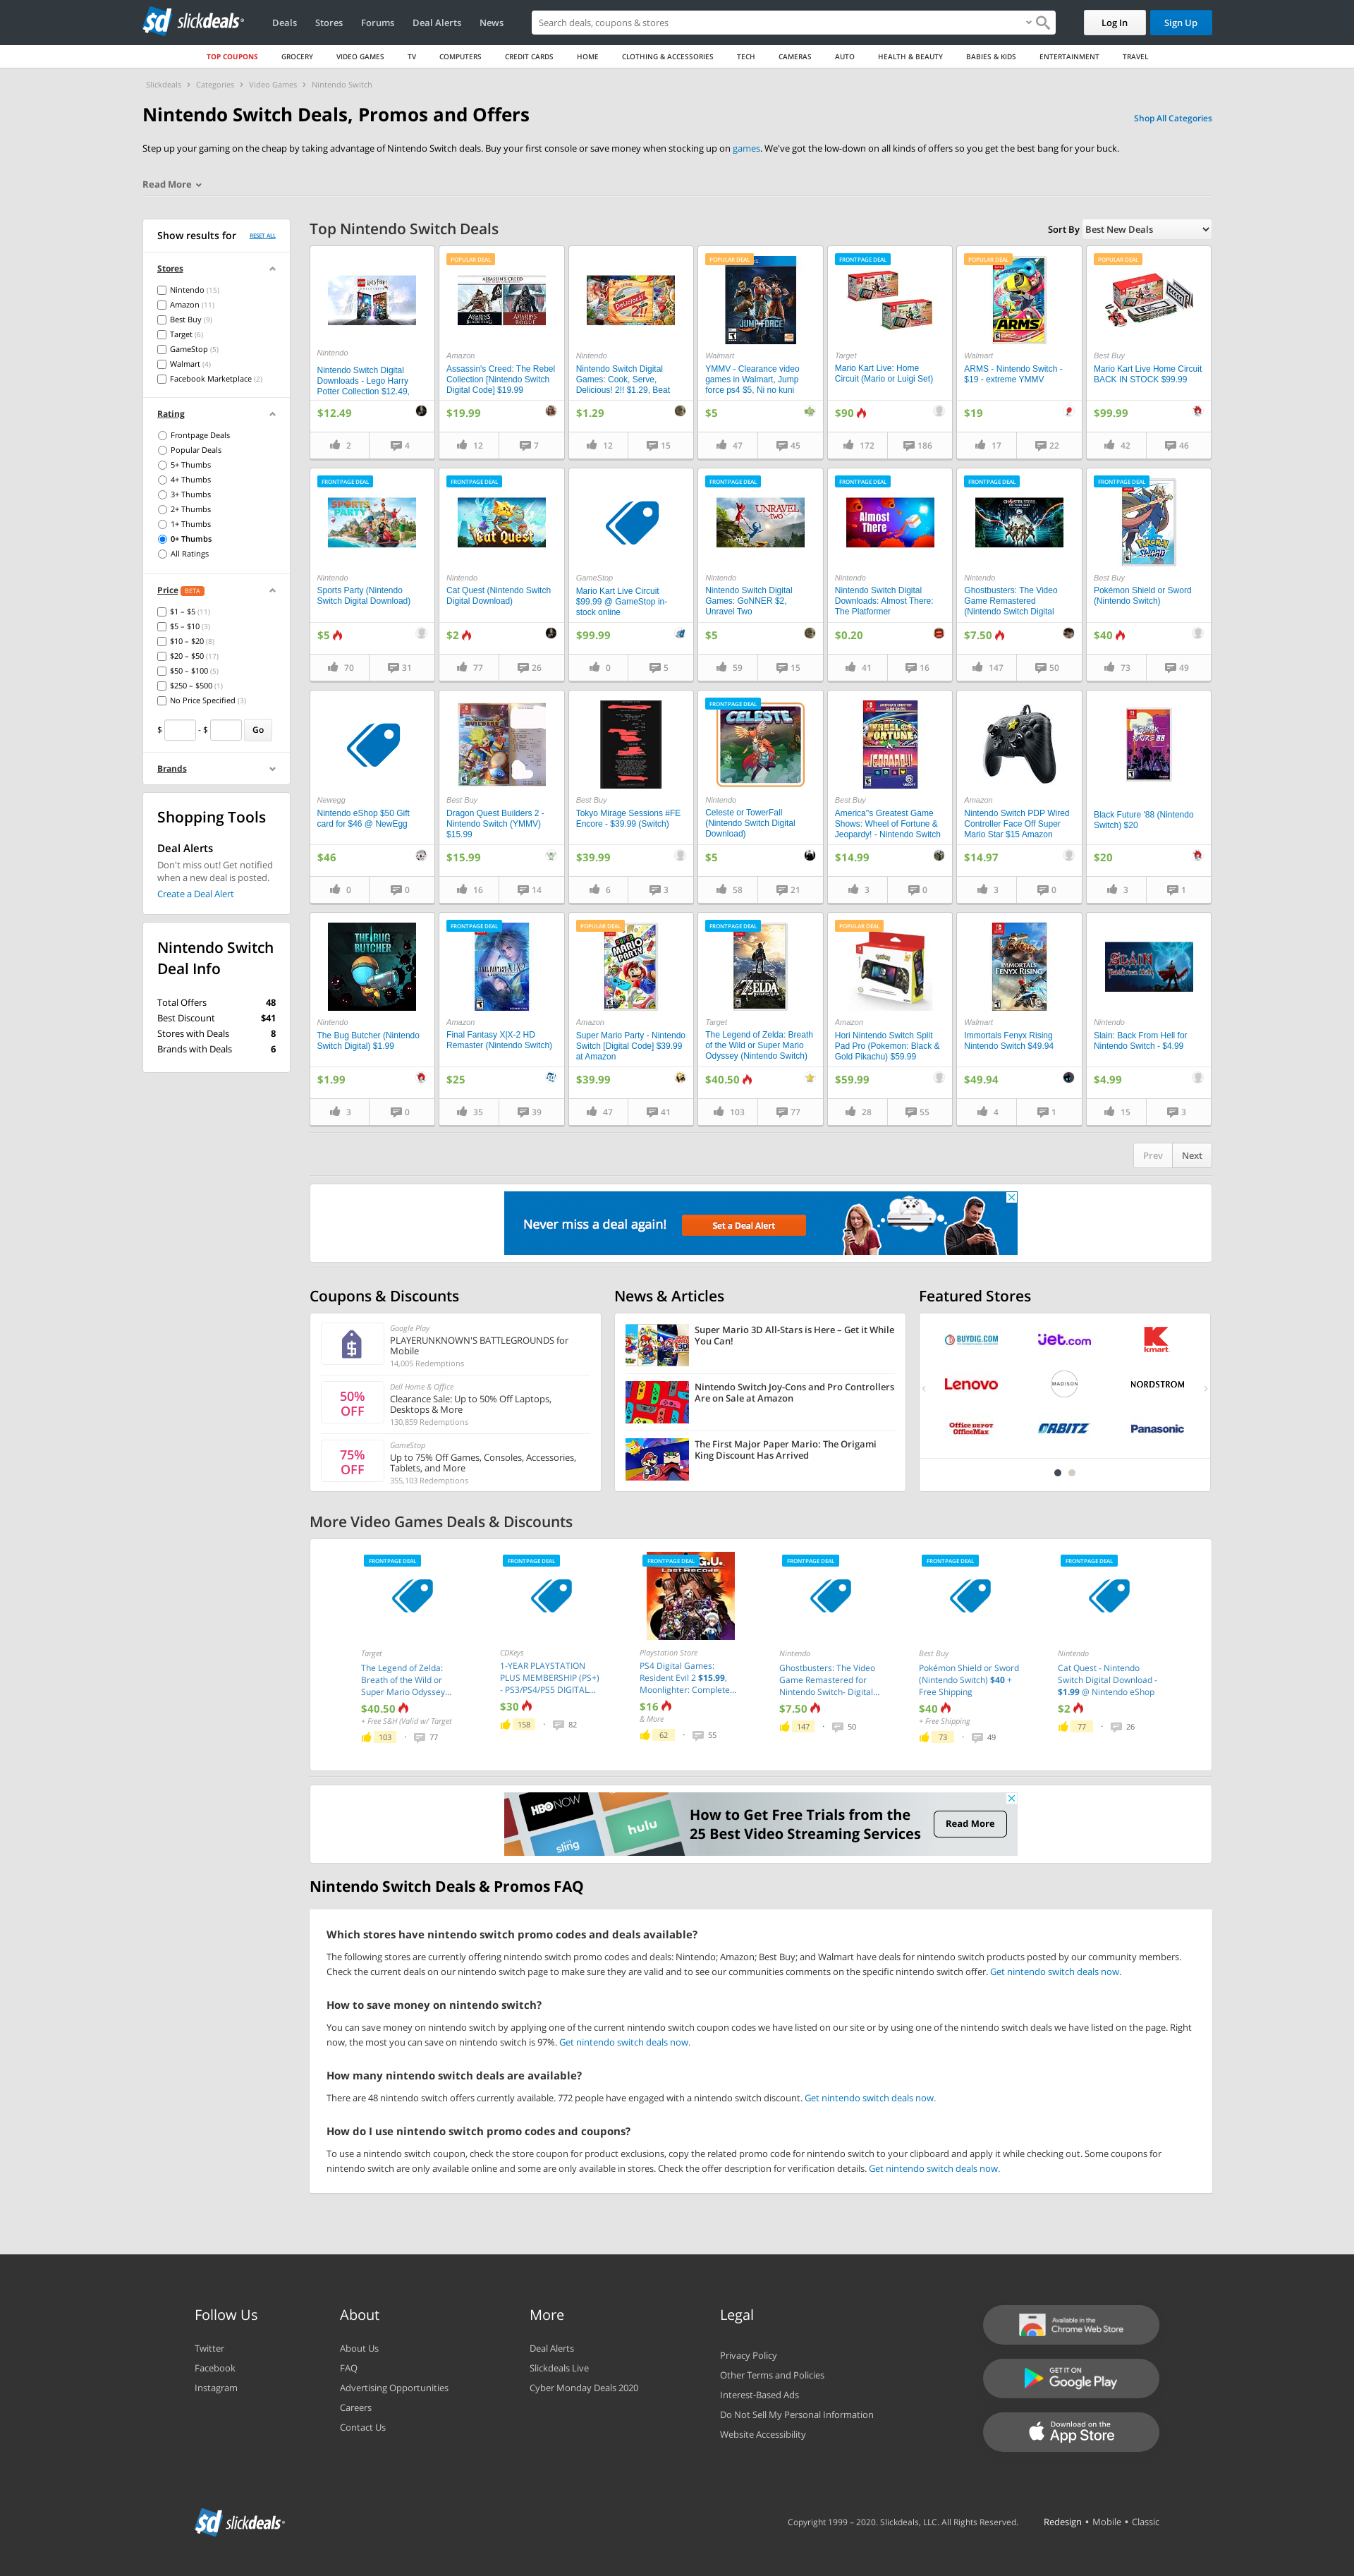 slickdeals
Deals Stores Forums Deal Alerts News
Search deals, coupons & stores
Log In
Sign Up
TOP COUPONS GROCERY VIDEO GAMES TV COMPUTERS CREDIT CARDS HOME CLOTHING & ACCESSORIES TECH CAMERAS AUTO HEALTH & BEAUTY BABIES & KIDS ENTERTAINMENT TRAVEL
Slickdeals › Categories › Video Games › Nintendo Switch
Nintendo Switch Deals, Promos and Offers
Shop All Categories
Step up your gaming on the cheap by taking advantage of Nintendo Switch deals. Buy your first console or save money when stocking up on games. We've got the low-down on all kinds of offers so you get the best bang for your buck.
Read More
Show results for
RESET ALL
Stores
Nintendo (15)
Amazon (11)
Best Buy (9)
Target (6)
GameStop (5)
Walmart (4)
Facebook Marketplace (2)
Rating
Frontpage Deals
Popular Deals
5+ Thumbs
4+ Thumbs
3+ Thumbs
2+ Thumbs
1+ Thumbs
0+ Thumbs
All Ratings
Price BETA
$1 – $5 (11)
$5 – $10 (3)
$10 – $20 (8)
$20 – $50 (17)
$50 – $100 (5)
$250 – $500 (1)
No Price Specified (3)
$ - $ Go
Brands
Shopping Tools
Deal Alerts
Don't miss out! Get notified
when a new deal is posted.
Create a Deal Alert
Nintendo Switch
Deal Info
Total Offers 48
Best Discount $41
Stores with Deals 8
Brands with Deals 6
Top Nintendo Switch Deals
Sort By Best New Deals
Nintendo
Nintendo Switch Digital
Downloads - Lego Harry
Potter Collection $12.49,
$12.49
2 4
POPULAR DEAL
Amazon
Assassin's Creed: The Rebel
Collection [Nintendo Switch
Digital Code] $19.99
$19.99
12 7
Nintendo
Nintendo Switch Digital
Games: Cook, Serve,
Delicious! 2!! $1.29, Beat
$1.29
12 15
POPULAR DEAL
JUMP FORCE
Walmart
YMMV - Clearance video
games in Walmart, Jump
force ps4 $5, Ni no kuni
$5
47 45
FRONTPAGE DEAL
Target
Mario Kart Live: Home
Circuit (Mario or Luigi Set)
$90
172 186
POPULAR DEAL
ARMS
Walmart
ARMS - Nintendo Switch -
$19 - extreme YMMV
$19
17 22
POPULAR DEAL
Best Buy
Mario Kart Live Home Circuit
BACK IN STOCK $99.99
$99.99
42 46
FRONTPAGE DEAL
SPORTS PARTY
Nintendo
Sports Party (Nintendo
Switch Digital Download)
$5
70 31
FRONTPAGE DEAL
Cat Quest
Nintendo
Cat Quest (Nintendo Switch
Digital Download)
$2
77 26
GameStop
Mario Kart Live Circuit
$99.99 @ GameStop in-
stock online
$99.99
0 5
FRONTPAGE DEAL
UNRAVEL TWO
Nintendo
Nintendo Switch Digital
Games: GoNNER $2,
Unravel Two
$5
59 15
FRONTPAGE DEAL
Almost There
Nintendo
Nintendo Switch Digital
Downloads: Almost There:
The Platformer
$0.20
41 16
FRONTPAGE DEAL
Nintendo
Ghostbusters: The Video
Game Remastered
(Nintendo Switch Digital
$7.50
147 50
FRONTPAGE DEAL
Best Buy
Pokémon Shield or Sword
(Nintendo Switch)
$40
73 49
Newegg
Nintendo eShop $50 Gift
card for $46 @ NewEgg
$46
0 0
Best Buy
Dragon Quest Builders 2 -
Nintendo Switch (YMMV)
$15.99
$15.99
16 14
Best Buy
Tokyo Mirage Sessions #FE
Encore - $39.99 (Switch)
$39.99
6 3
FRONTPAGE DEAL
CELESTE
Nintendo
Celeste or TowerFall
(Nintendo Switch Digital
Download)
$5
58 21
WHEEL OF FORTUNE
JEOPARDY!
Best Buy
America"s Greatest Game
Shows: Wheel of Fortune &
Jeopardy! - Nintendo Switch
$14.99
3 0
Amazon
Nintendo Switch PDP Wired
Controller Face Off Super
Mario Star $15 Amazon
$14.97
3 0
Black Future '88 (Nintendo
Switch) $20
$20
3 1
THE BUG BUTCHER
Nintendo
The Bug Butcher (Nintendo
Switch Digital) $1.99
$1.99
3 0
FRONTPAGE DEAL
Amazon
Final Fantasy X|X-2 HD
Remaster (Nintendo Switch)
$25
35 39
POPULAR DEAL
MARIO PARTY
Amazon
Super Mario Party - Nintendo
Switch [Digital Code] $39.99
at Amazon
$39.99
47 41
FRONTPAGE DEAL
ZELDA
Target
The Legend of Zelda: Breath
of the Wild or Super Mario
Odyssey (Nintendo Switch)
$40.50
103 77
POPULAR DEAL
Amazon
Hori Nintendo Switch Split
Pad Pro (Pokemon: Black &
Gold Pikachu) $59.99
$59.99
28 55
IMMORTALS FENYX RISING
Walmart
Immortals Fenyx Rising
Nintendo Switch $49.94
$49.94
4 1
SLAIN
Nintendo
Slain: Back From Hell for
Nintendo Switch - $4.99
$4.99
15 3
Prev Next
Never miss a deal again! Set a Deal Alert
Coupons & Discounts
Google Play
PLAYERUNKNOWN'S BATTLEGROUNDS for
Mobile
14,005 Redemptions
50% OFF
Dell Home & Office
Clearance Sale: Up to 50% Off Laptops,
Desktops & More
130,859 Redemptions
75% OFF
GameStop
Up to 75% Off Games, Consoles, Accessories,
Tablets, and More
355,103 Redemptions
News & Articles
Super Mario 3D All-Stars is Here – Get it While
You Can!
Nintendo Switch Joy-Cons and Pro Controllers
Are on Sale at Amazon
The First Major Paper Mario: The Origami
King Discount Has Arrived
Featured Stores
BUYDIG.COM jet.com kmart
Lenovo MADISON NORDSTROM
Office DEPOT OfficeMax ORBITZ Panasonic
More Video Games Deals & Discounts
FRONTPAGE DEAL
Target
The Legend of Zelda:
Breath of the Wild or
Super Mario Odyssey...
$40.50
+ Free S&H (Valid w/ Target
103 · 77
FRONTPAGE DEAL
CDKeys
1-YEAR PLAYSTATION
PLUS MEMBERSHIP (PS+)
- PS3/PS4/PS5 DIGITAL...
$30
158 · 82
FRONTPAGE DEAL
G.U.
Last Recode
Playstation Store
PS4 Digital Games:
Resident Evil 2 $15.99,
Moonlighter: Complete...
$16
& More
62 · 55
FRONTPAGE DEAL
Nintendo
Ghostbusters: The Video
Game Remastered for
Nintendo Switch- Digital...
$7.50
147 · 50
FRONTPAGE DEAL
Best Buy
Pokémon Shield or Sword
(Nintendo Switch) $40 +
Free Shipping
$40
+ Free Shipping
73 · 49
FRONTPAGE DEAL
Nintendo
Cat Quest - Nintendo
Switch Digital Download -
$1.99 @ Nintendo eShop
$2
77 · 26
HBO NOW
hulu
sling
How to Get Free Trials from the
25 Best Video Streaming Services
Read More
Nintendo Switch Deals & Promos FAQ
Which stores have nintendo switch promo codes and deals available?
The following stores are currently offering nintendo switch promo codes and deals: Nintendo; Amazon; Best Buy; and Walmart have deals for nintendo switch products posted by our community members.
Check the current deals on our nintendo switch page to make sure they are valid and to see our communities comments on the specific nintendo switch offer. Get nintendo switch deals now.
How to save money on nintendo switch?
You can save money on nintendo switch by applying one of the current nintendo switch coupon codes we have listed on our site or by using one of the nintendo switch deals we have listed on the page. Right
now, the most you can save on nintendo switch is 97%. Get nintendo switch deals now.
How many nintendo switch deals are available?
There are 48 nintendo switch offers currently available. 772 people have engaged with a nintendo switch discount. Get nintendo switch deals now.
How do I use nintendo switch promo codes and coupons?
To use a nintendo switch coupon, check the store coupon for product exclusions, copy the related promo code for nintendo switch to your clipboard and apply it while checking out. Some coupons for
nintendo switch are only available online and some are only available in stores. Check the offer description for verification details. Get nintendo switch deals now.
Follow Us
Twitter
Facebook
Instagram
About
About Us
FAQ
Advertising Opportunities
Careers
Contact Us
More
Deal Alerts
Slickdeals Live
Cyber Monday Deals 2020
Legal
Privacy Policy
Other Terms and Policies
Interest-Based Ads
Do Not Sell My Personal Information
Website Accessibility
Available in the
Chrome Web Store
GET IT ON
Google Play
Download on the
App Store
slickdeals
Copyright 1999 – 2020. Slickdeals, LLC. All Rights Reserved.
Redesign • Mobile • Classic